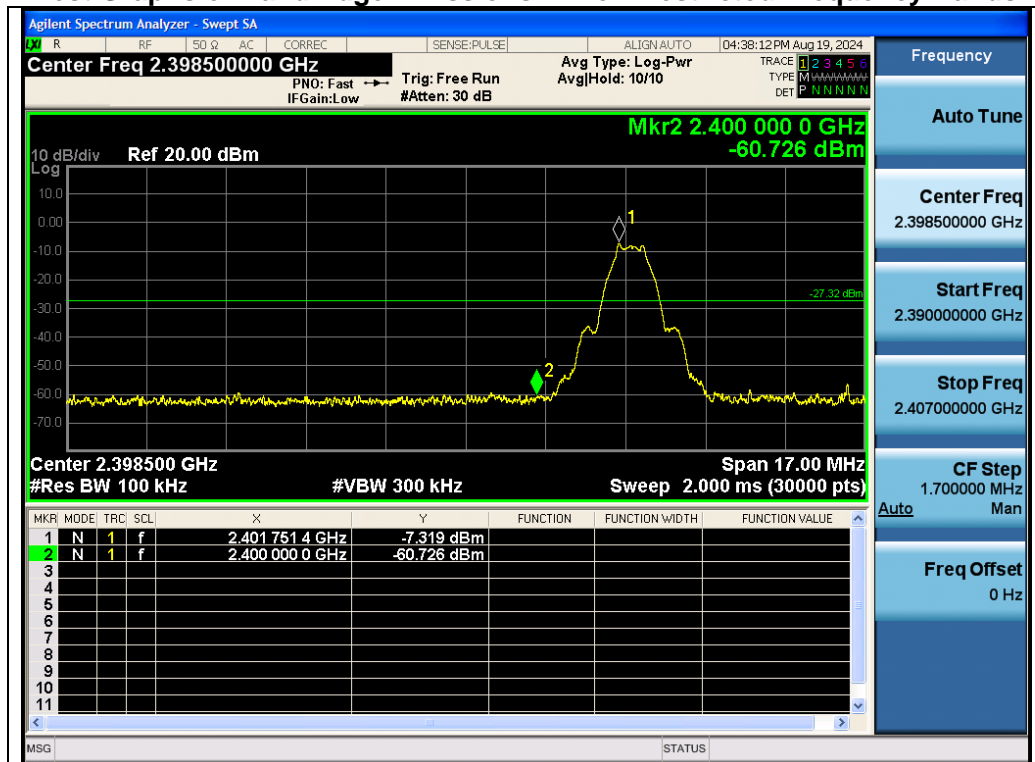 Agilent Spectrum Analyzer - Swept SA
LXI R RF 50 Ω AC CORREC SENSE:PULSE ALIGN AUTO 04:38:12 PM Aug 19, 2024
Center Freq 2.398500000 GHz
PNO: Fast
IFGain:Low
Trig: Free Run
#Atten: 30 dB
Avg Type: Log-Pwr
Avg|Hold: 10/10
TRACE 1 2 3 4 5 6
TYPE M
DET P N N N N N
Mkr2 2.400 000 0 GHz
-60.726 dBm
10 dB/div Ref 20.00 dBm
Log
10.0
0.00
-10.0
-20.0
-30.0
-40.0
-50.0
-60.0
-70.0
1
-27.32 dBm
2
Center 2.398500 GHz Span 17.00 MHz
#Res BW 100 kHz #VBW 300 kHz Sweep 2.000 ms (30000 pts)
MKR MODE TRC SCL X Y FUNCTION FUNCTION WIDTH FUNCTION VALUE
1 N 1 f 2.401 751 4 GHz -7.319 dBm
2 N 1 f 2.400 000 0 GHz -60.726 dBm
3
4
5
6
7
8
9
10
11
MSG STATUS
Frequency
Auto Tune
Center Freq
2.398500000 GHz
Start Freq
2.390000000 GHz
Stop Freq
2.407000000 GHz
CF Step
1.700000 MHz
Auto Man
Freq Offset
0 Hz